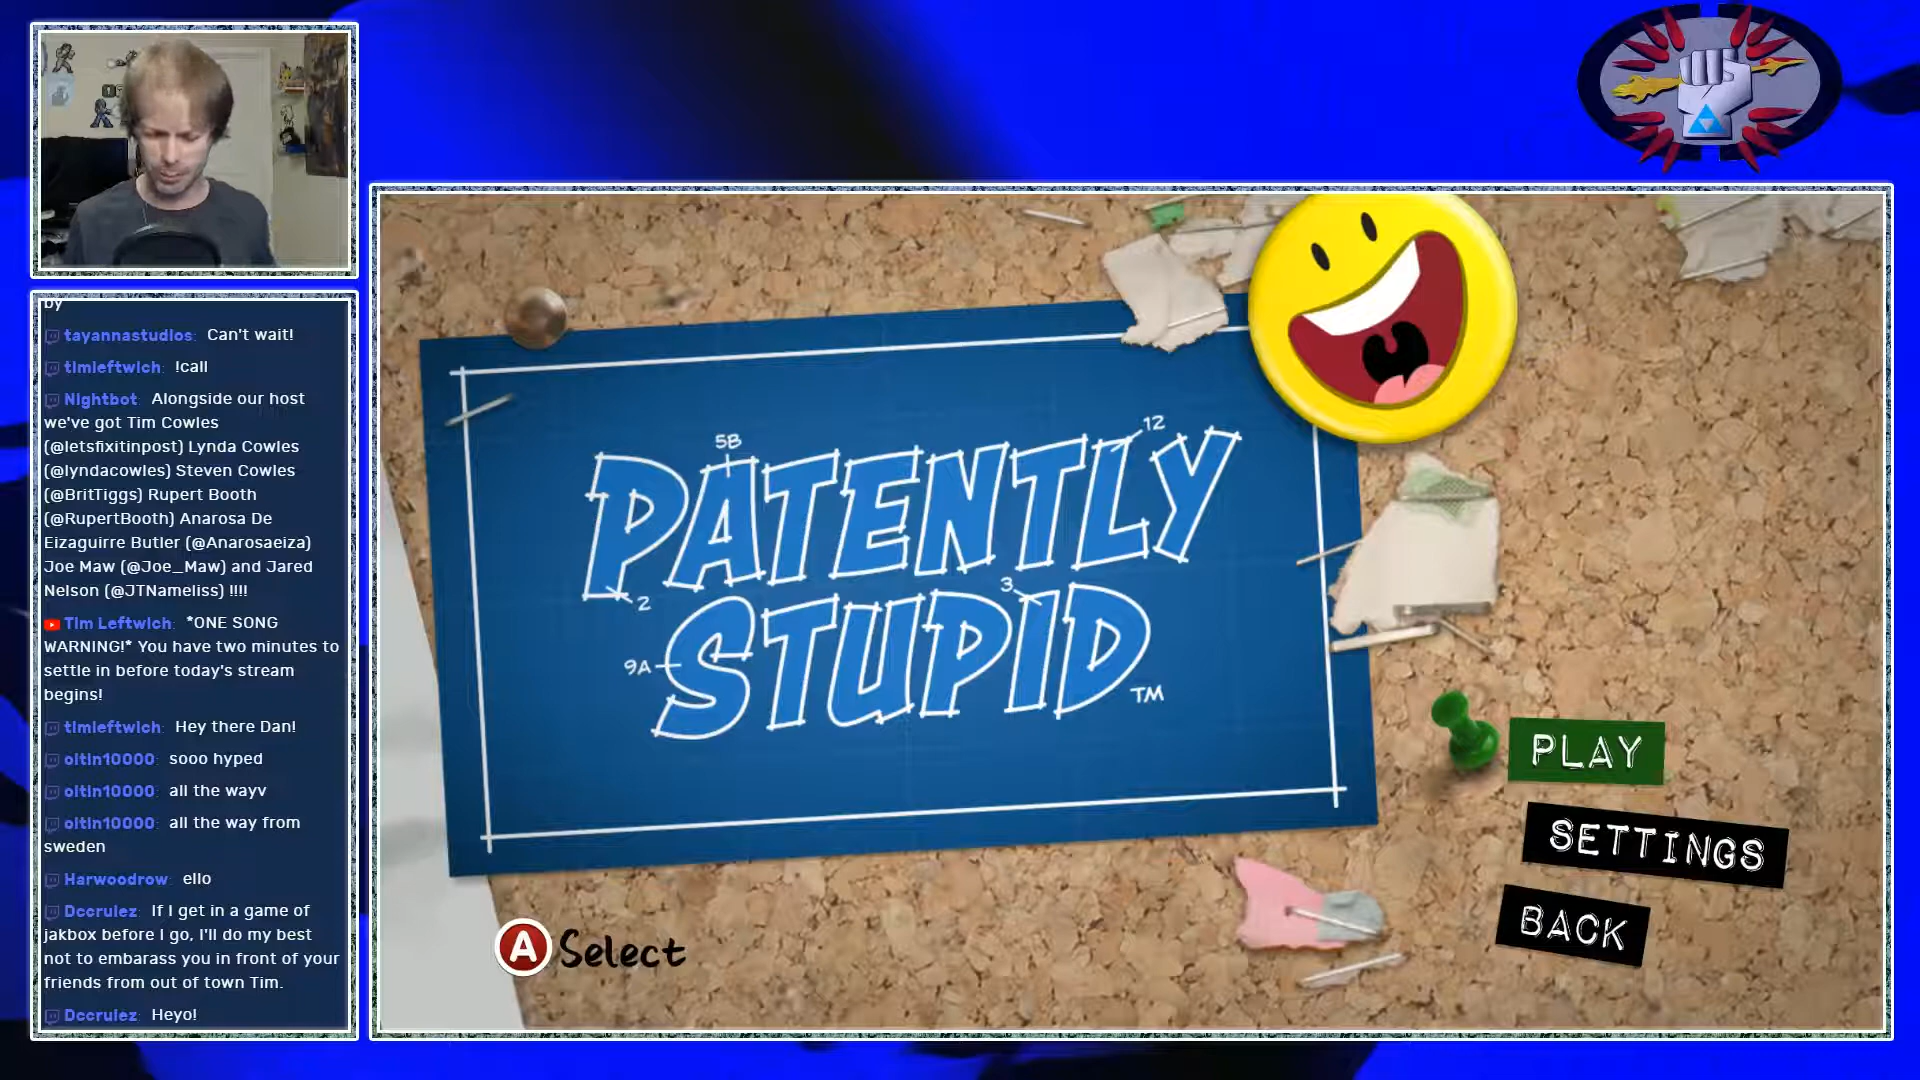 by
tayannastudios: Can't wait!
timleftwich: !call
Nightbot: Alongside our host
we've got Tim Cowles
(@letsfixitinpost) Lynda Cowles
(@lyndacowles) Steven Cowles
(@BritTiggs) Rupert Booth
(@RupertBooth) Anarosa De
Eizaguirre Butler (@Anarosaeiza)
Joe Maw (@Joe_Maw) and Jared
Nelson (@JTNameliss) !!!!
Tim Leftwich: *ONE SONG
WARNING!* You have two minutes to
settle in before today's stream
begins!
timleftwich: Hey there Dan!
oltin10000: sooo hyped
oltin10000: all the wayv
oltin10000: all the way from
sweden
Harwoodrow: ello
Dccrulez: If I get in a game of
jakbox before I go, I'll do my best
not to embarass you in front of your
friends from out of town Tim.
Dccrulez: Heyo!
5B
12
PATENTLY
2
3
STUPID
9A
TM
PLAY
SETTINGS
BACK
A Select